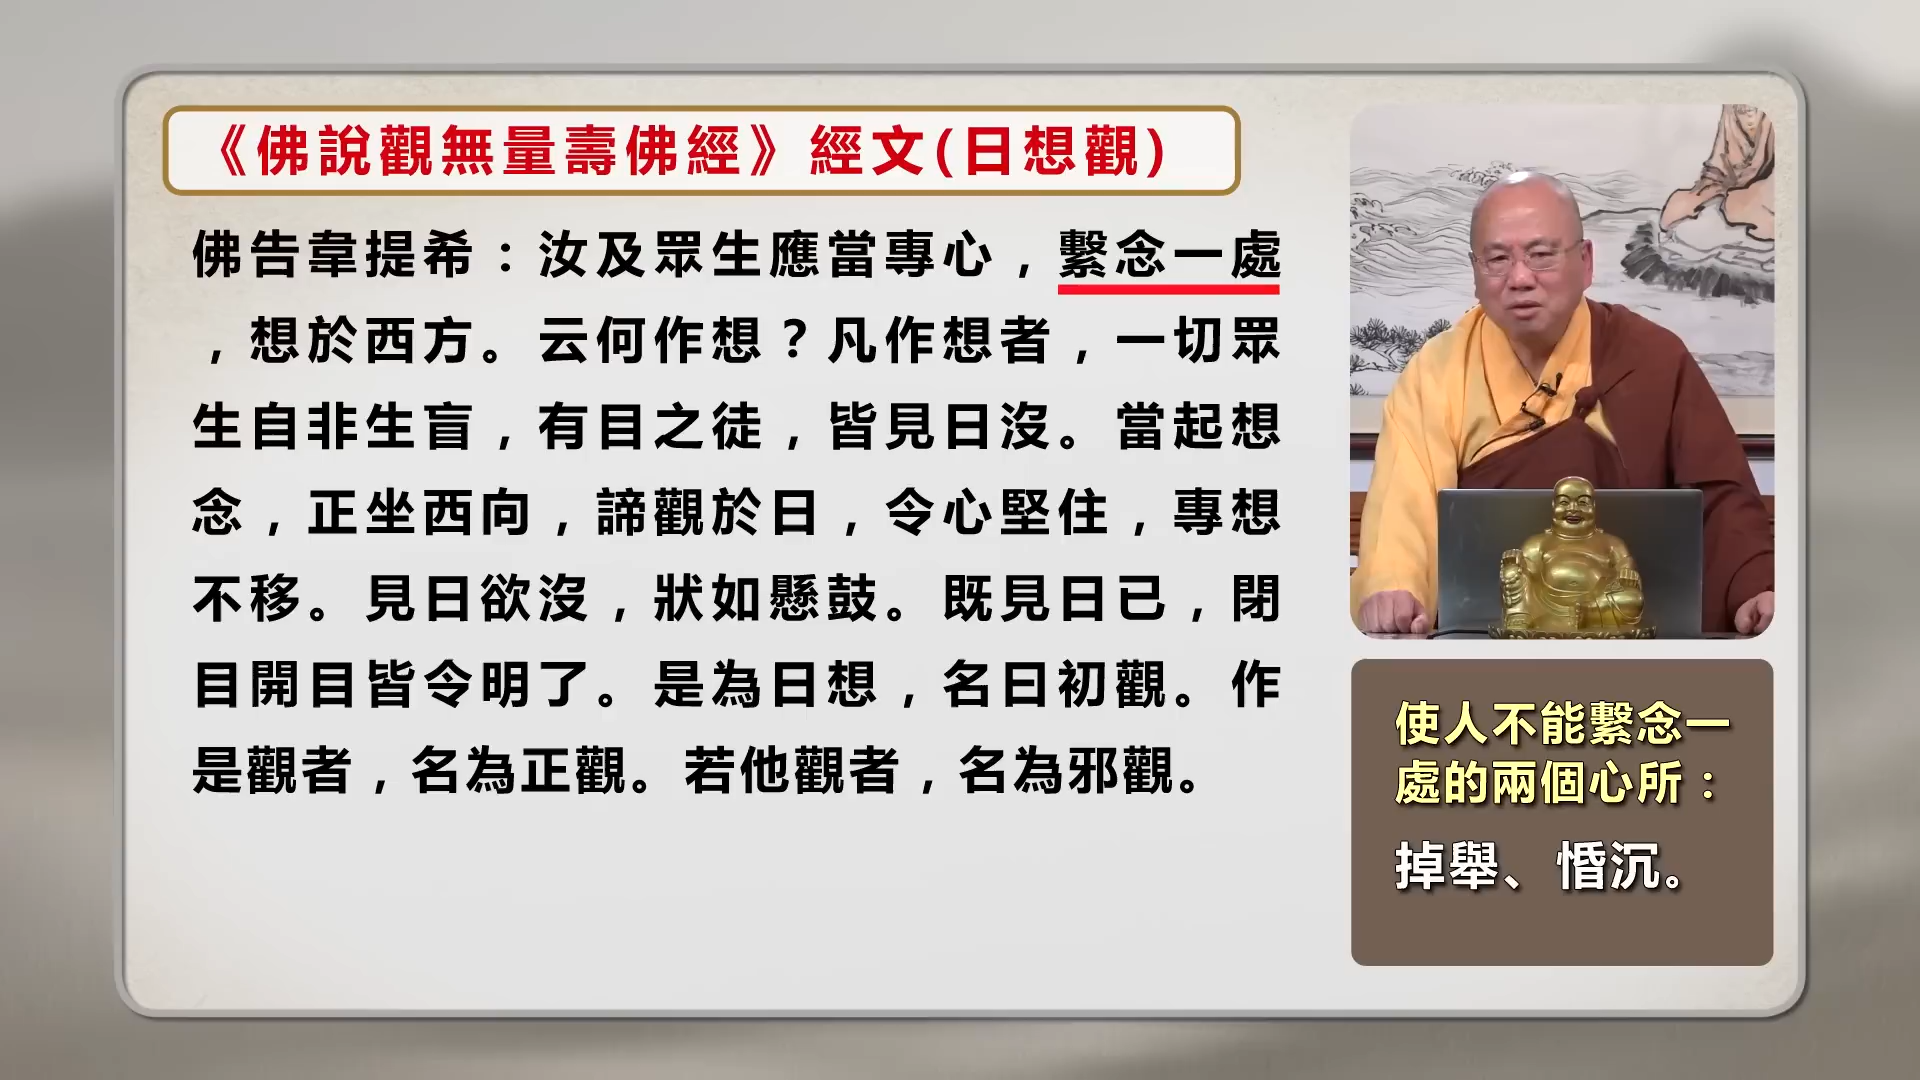 《佛說觀無量壽佛經》經文(日想觀)
佛告韋提希：汝及眾生應當專心，繫念一處
，想於西方。云何作想？凡作想者，一切眾
生自非生盲，有目之徒，皆見日沒。當起想
念，正坐西向，諦觀於日，令心堅住，專想
不移。見日欲沒，狀如懸鼓。既見日已，閉
目開目皆令明了。是為日想，名曰初觀。作
是觀者，名為正觀。若他觀者，名為邪觀。
使人不能繫念一
處的兩個心所：
掉舉、惛沉。